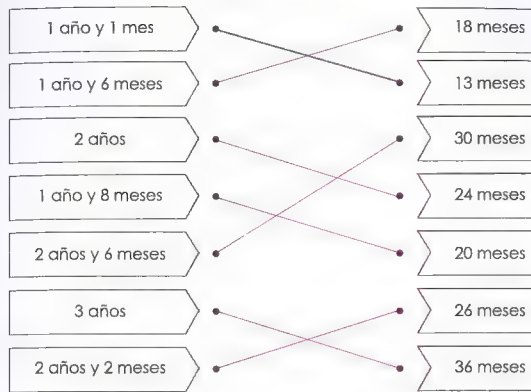 1 año y 1 mes
18 meses
1 año y 6 meses
13 meses
2 años
30 meses
1 año y 8 meses
24 meses
2 años y 6 meses
20 meses
3 años
26 meses
2 años y 2 meses
36 meses